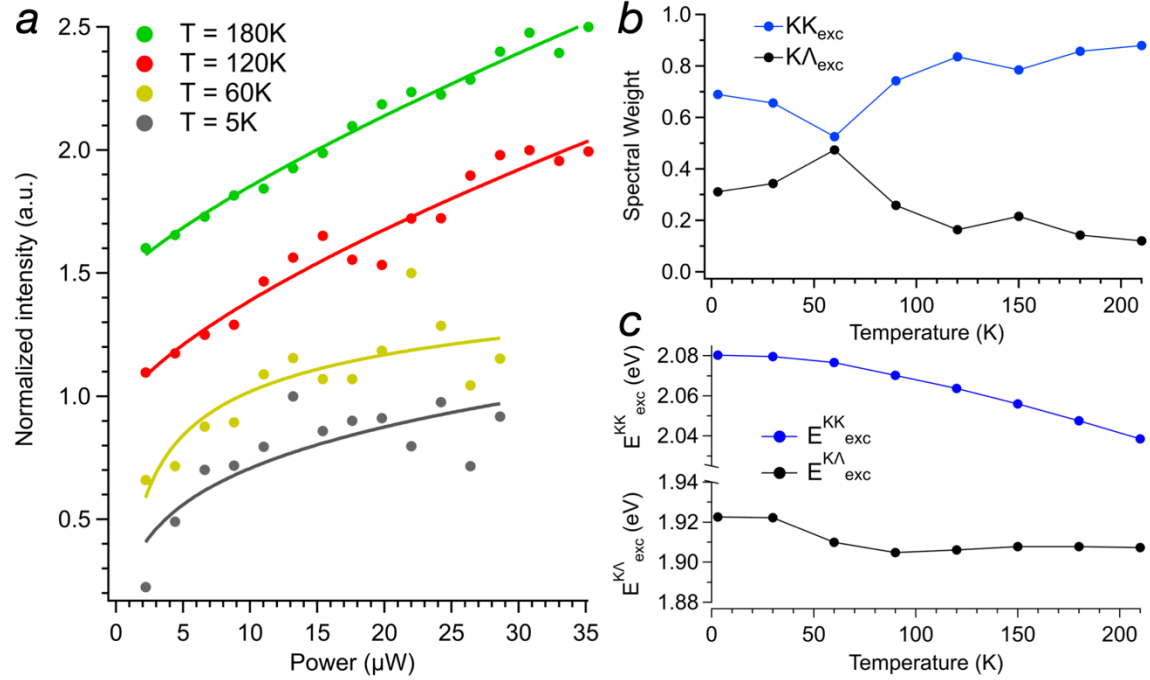 a
T = 180K
T = 120K
T = 60K
T = 5K
2.5
2.0
1.5
1.0
0.5
Normalized intensity (a.u.)
0 5 10 15 20 25 30 35
Power (µW)
b
KKexc
KΛexc
1.0
0.8
0.6
0.4
0.2
0.0
Spectral Weight
0 50 100 150 200
Temperature (K)
c
2.08
2.06
2.04
E^KK_exc (eV)
E^KK_exc
E^KΛ_exc
1.94
1.92
1.90
1.88
E^KΛ_exc (eV)
0 50 100 150 200
Temperature (K)